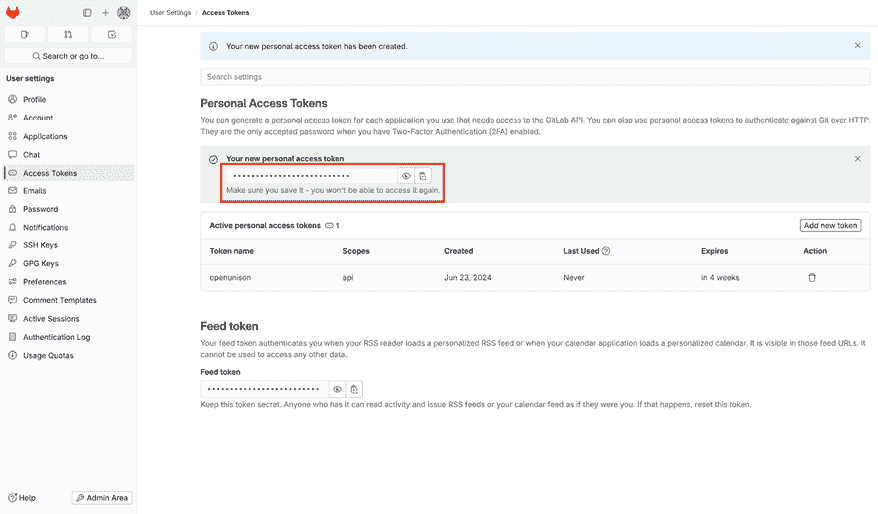 User Settings / Access Tokens
Search or go to...
User settings
Profile
Account
Applications
Chat
Access Tokens
Emails
Password
Notifications
SSH Keys
GPG Keys
Preferences
Comment Templates
Active Sessions
Authentication Log
Usage Quotas
Help
Admin Area
Your new personal access token has been created.
Search settings
Personal Access Tokens
You can generate a personal access token for each application you use that needs access to the GitLab API. You can also use personal access tokens to authenticate against Git over HTTP.
They are the only accepted password when you have Two-Factor Authentication (2FA) enabled.
Your new personal access token
Make sure you save it - you won't be able to access it again.
Active personal access tokens 1
Add new token
Token name Scopes Created Last Used Expires Action
openunison api Jun 23, 2024 Never in 4 weeks
Feed token
Your feed token authenticates you when your RSS reader loads a personalized RSS feed or when your calendar application loads a personalized calendar. It is visible in those feed URLs. It
cannot be used to access any other data.
Feed token
Keep this token secret. Anyone who has it can read activity and issue RSS feeds or your calendar feed as if they were you. If that happens, reset this token.